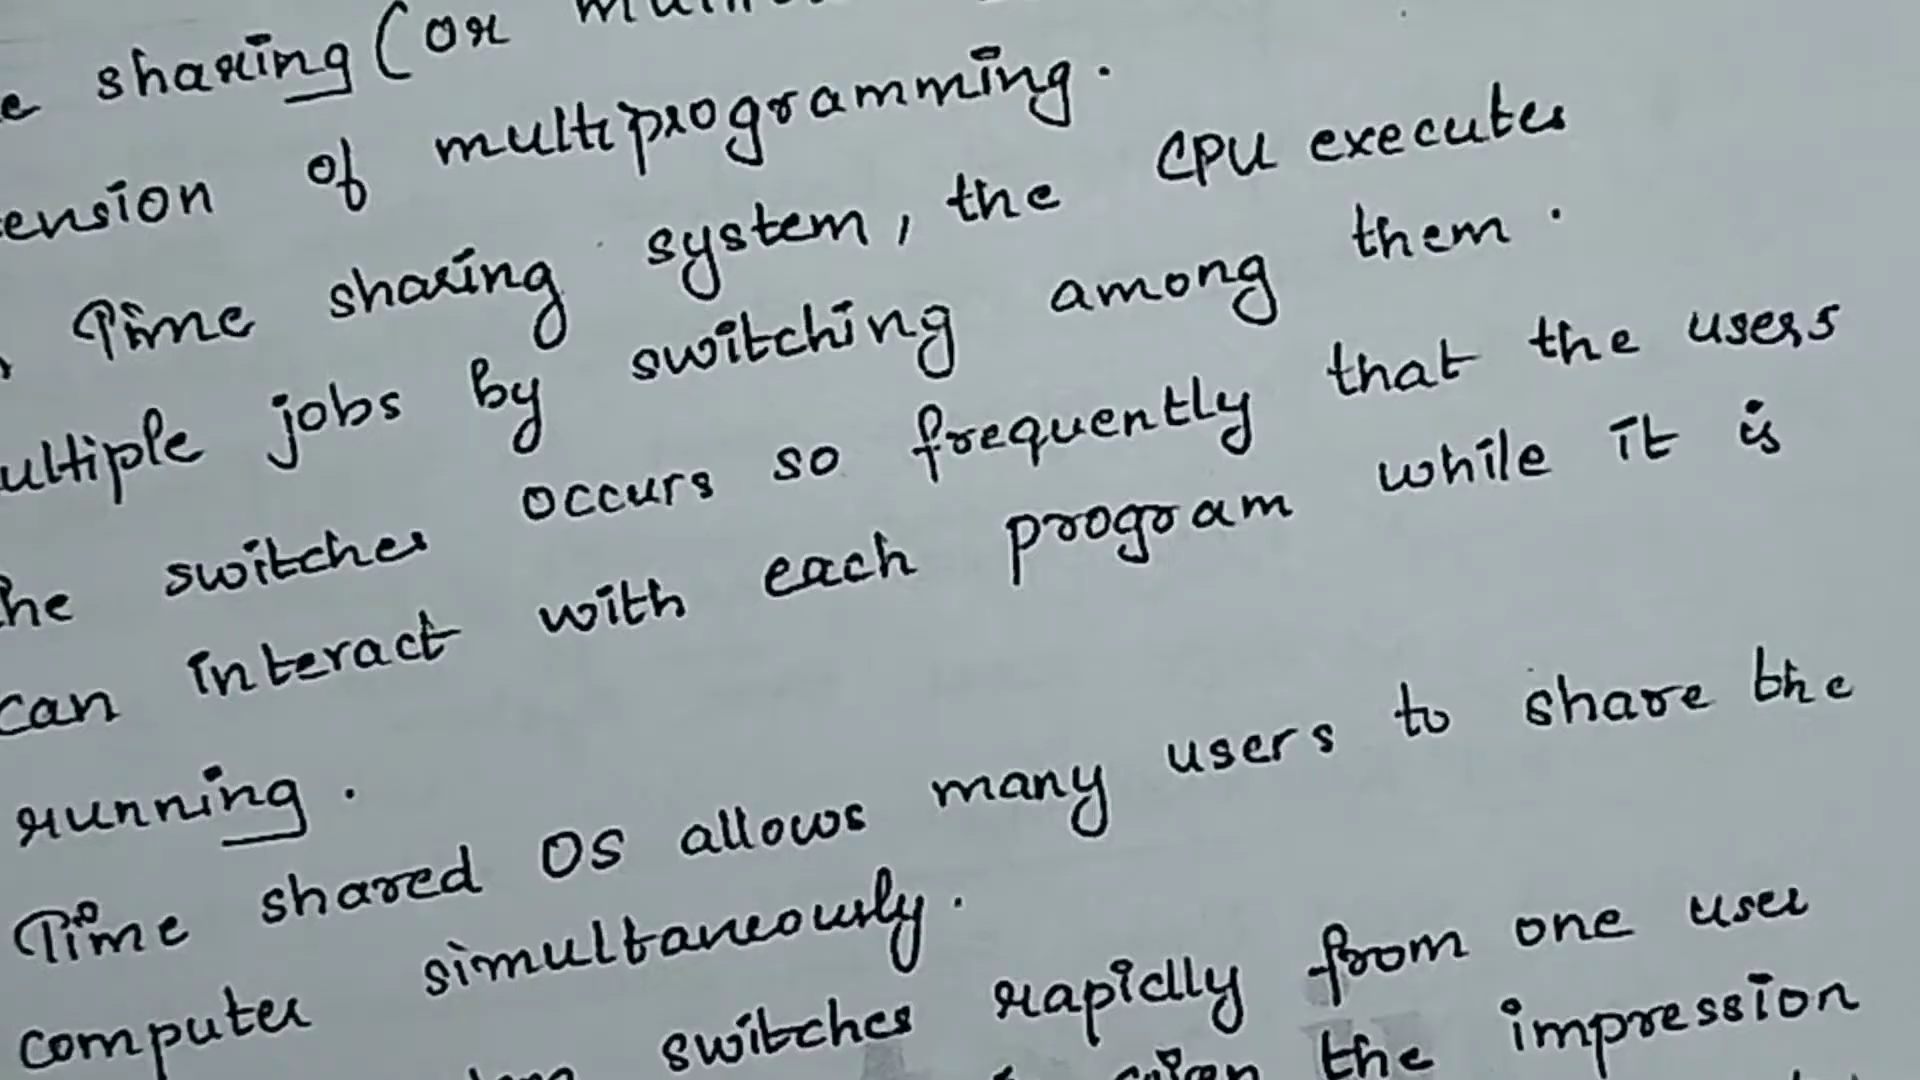 e sharing (or
ension of multiprogramming.
Time sharing system, the CPU executes
ultiple jobs by switching among them.
he switches occurs so frequently that the users
can interact with each program while it is
running.
Time shared OS allows many users to share the
computer simultaneously.
switches rapidly from one user
the impression